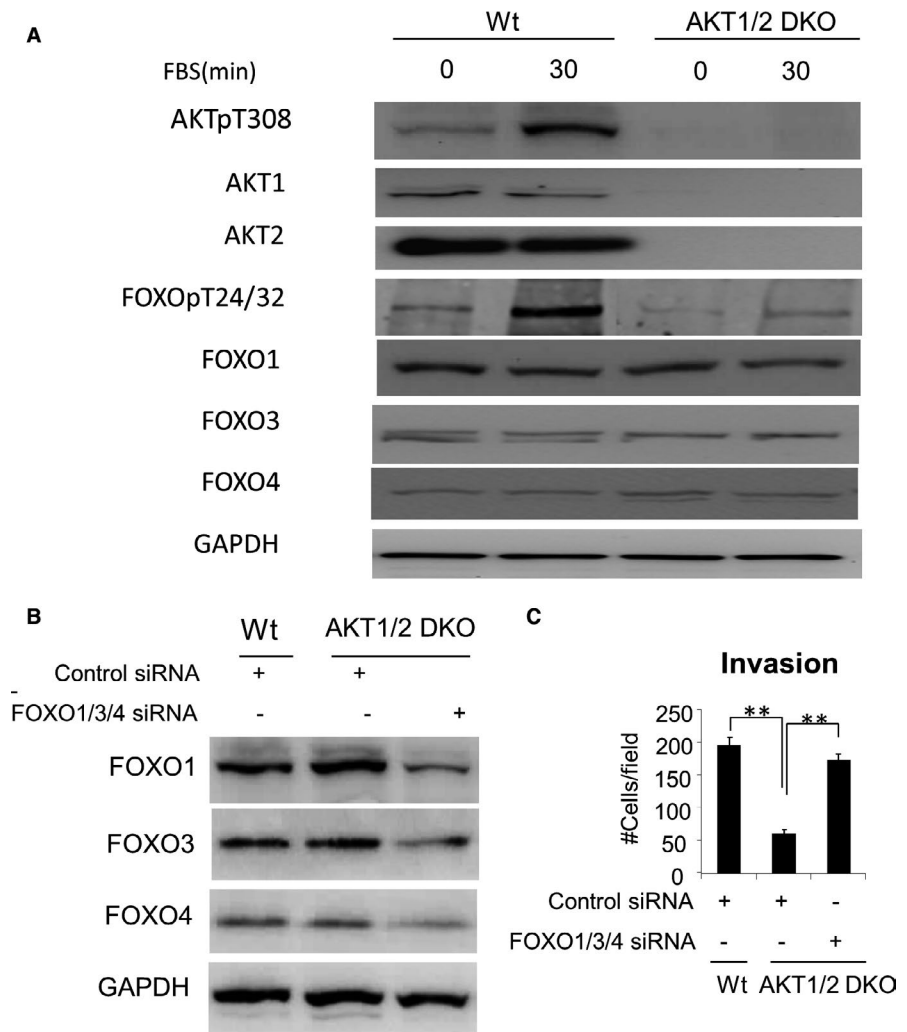 A
Wt AKT1/2 DKO
FBS(min) 0 30 0 30
AKTpT308
AKT1
AKT2
FOXOpT24/32
FOXO1
FOXO3
FOXO4
GAPDH
B
Wt AKT1/2 DKO
Control siRNA + + -
FOXO1/3/4 siRNA - - +
FOXO1
FOXO3
FOXO4
GAPDH
C
Invasion
#Cells/field
250
200
150
100
50
0
** **
Control siRNA + + -
FOXO1/3/4 siRNA - - +
Wt AKT1/2 DKO